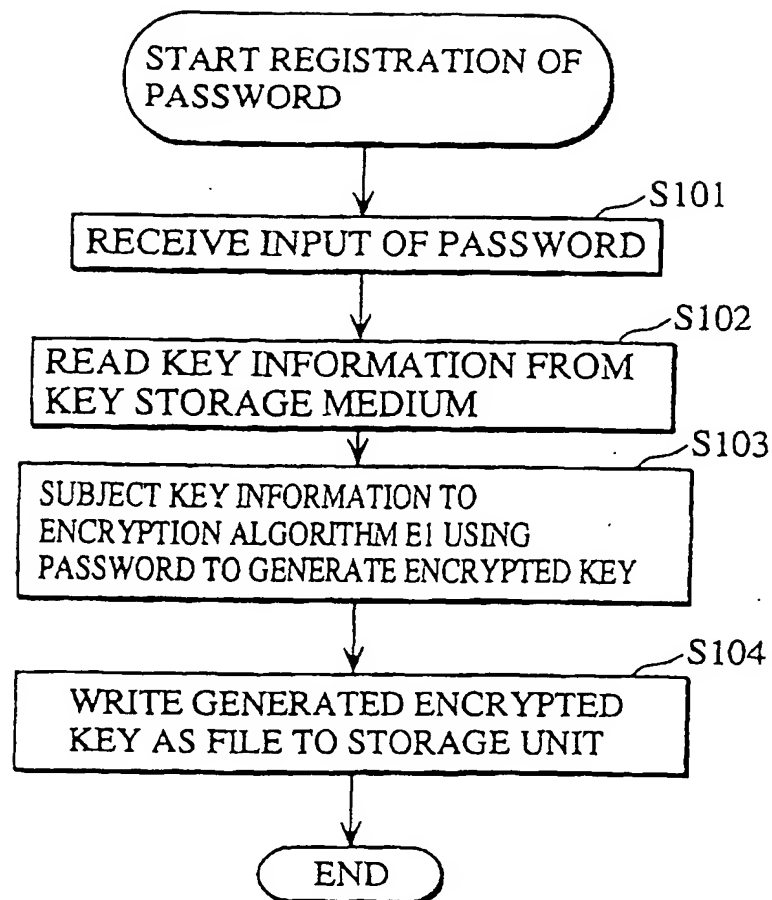 START REGISTRATION OF
PASSWORD
S101
RECEIVE INPUT OF PASSWORD
S102
READ KEY INFORMATION FROM
KEY STORAGE MEDIUM
S103
SUBJECT KEY INFORMATION TO
ENCRYPTION ALGORITHM E1 USING
PASSWORD TO GENERATE ENCRYPTED KEY
S104
WRITE GENERATED ENCRYPTED
KEY AS FILE TO STORAGE UNIT
END